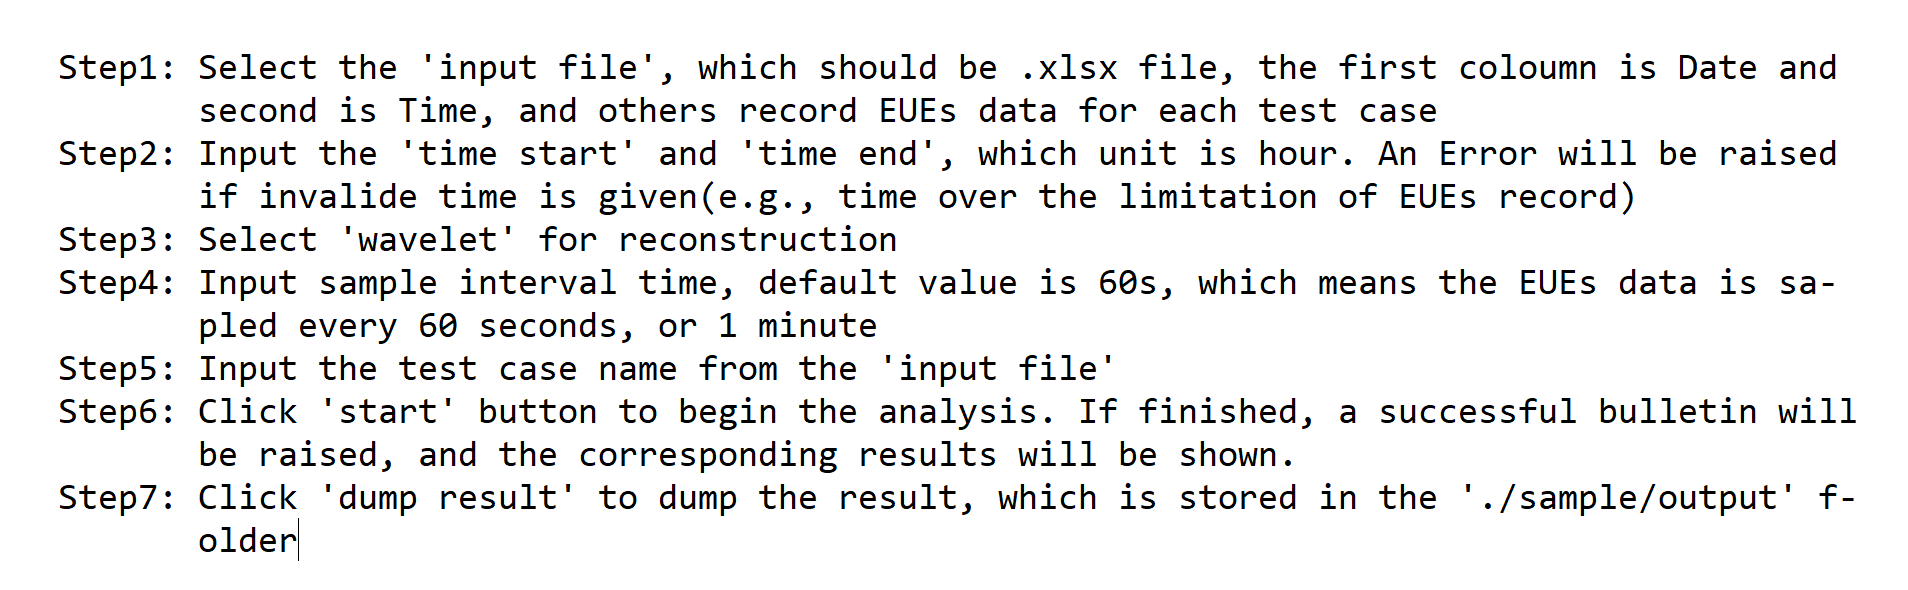 Step1: Select the 'input file', which should be .xlsx file, the first coloumn is Date and
second is Time, and others record EUEs data for each test case
Step2: Input the 'time start' and 'time end', which unit is hour. An Error will be raised
if invalide time is given(e.g., time over the limitation of EUEs record)
Step3: Select 'wavelet' for reconstruction
Step4: Input sample interval time, default value is 60s, which means the EUEs data is sa-
pled every 60 seconds, or 1 minute
Step5: Input the test case name from the 'input file'
Step6: Click 'start' button to begin the analysis. If finished, a successful bulletin will
be raised, and the corresponding results will be shown.
Step7: Click 'dump result' to dump the result, which is stored in the './sample/output' f-
older